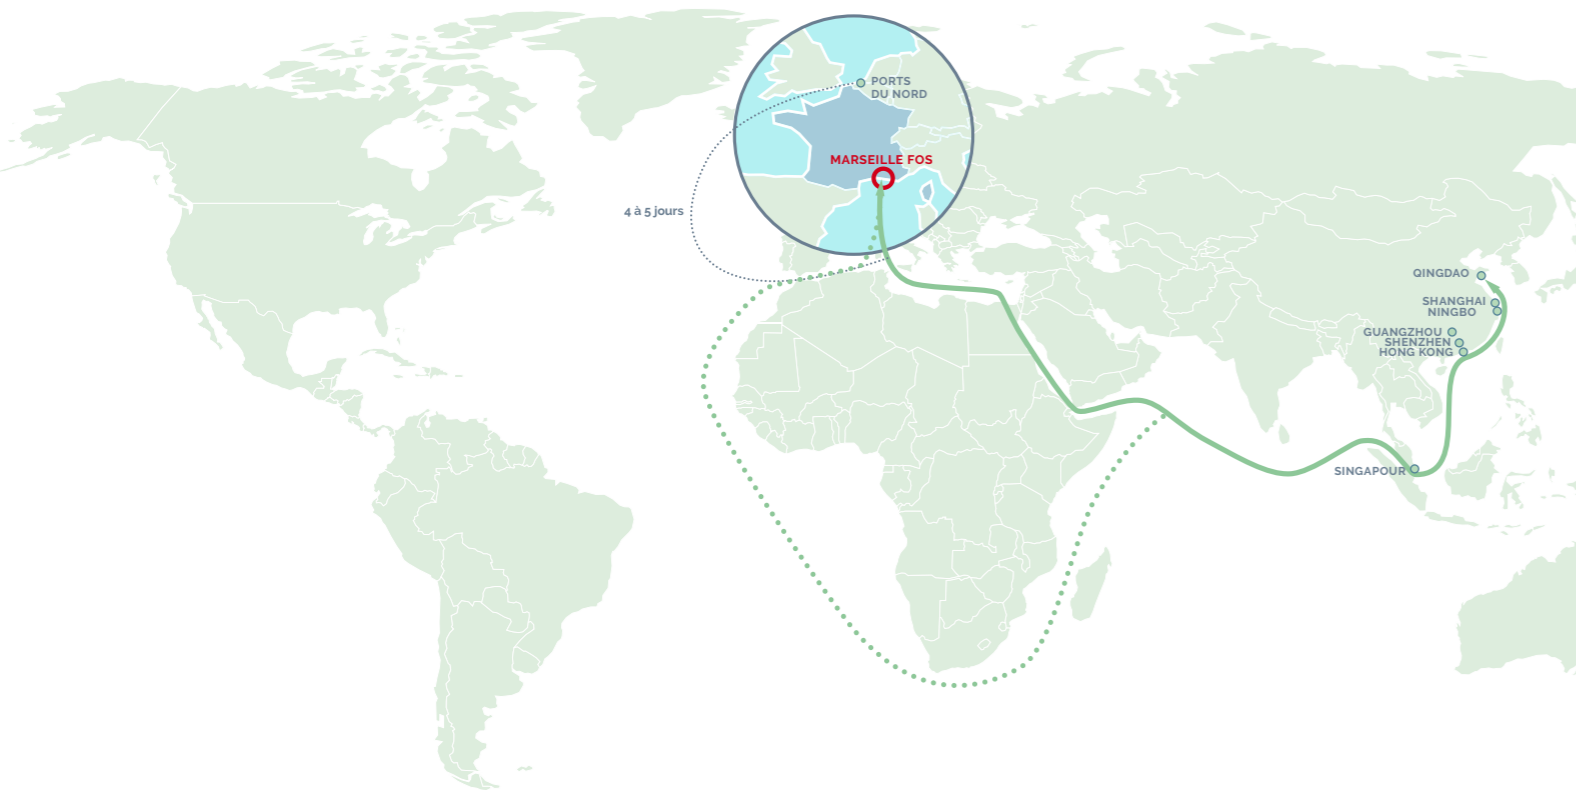 PORTS
DU NORD
MARSEILLE FOS
4 à 5 jours
QINGDAO
SHANGHAI
NINGBO
GUANGZHOU
SHENZHEN
HONG KONG
SINGAPOUR